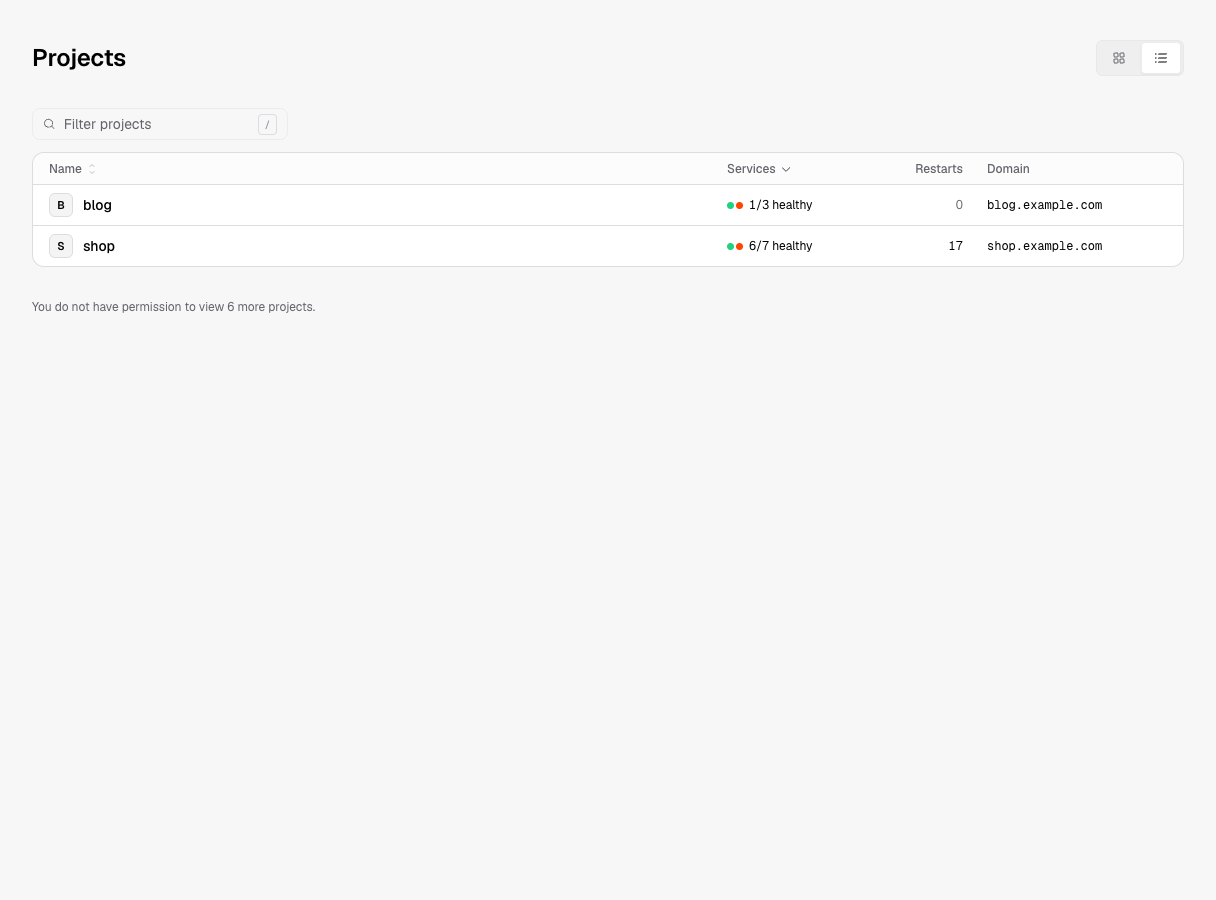 Projects
Filter projects /
Name Services Restarts Domain
B blog 1/3 healthy 0 blog.example.com
S shop 6/7 healthy 17 shop.example.com
You do not have permission to view 6 more projects.